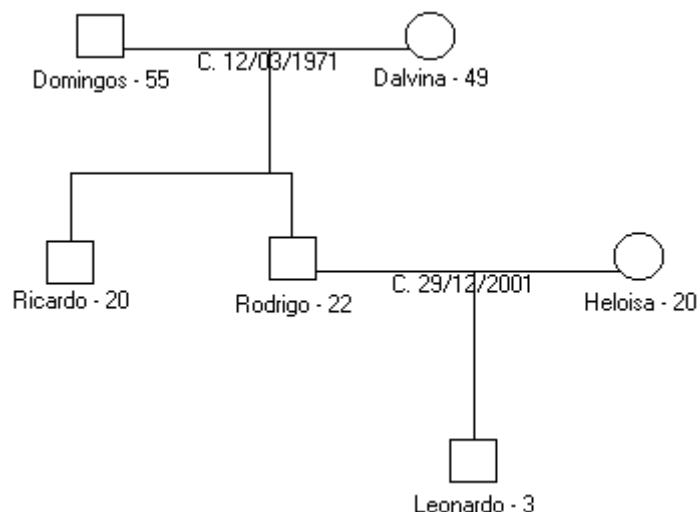 C. 12/03/1971
Domingos - 55
Dalvina - 49
Ricardo - 20
Rodrigo - 22
C. 29/12/2001
Heloisa - 20
Leonardo - 3